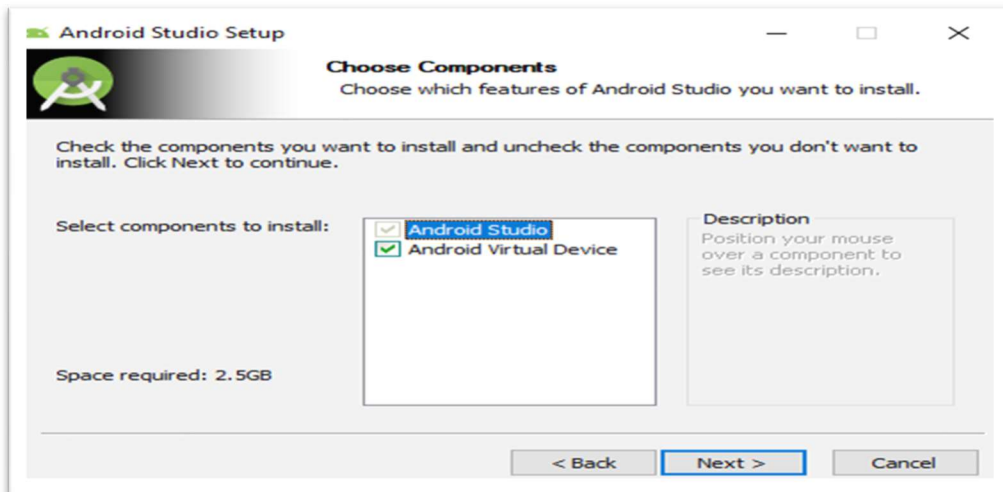 Android Studio Setup
Choose Components
Choose which features of Android Studio you want to install.
Check the components you want to install and uncheck the components you don't want to
install. Click Next to continue.
Select components to install:
Android Studio
Android Virtual Device
Description
Position your mouse
over a component to
see its description.
Space required: 2.5GB
< Back
Next >
Cancel